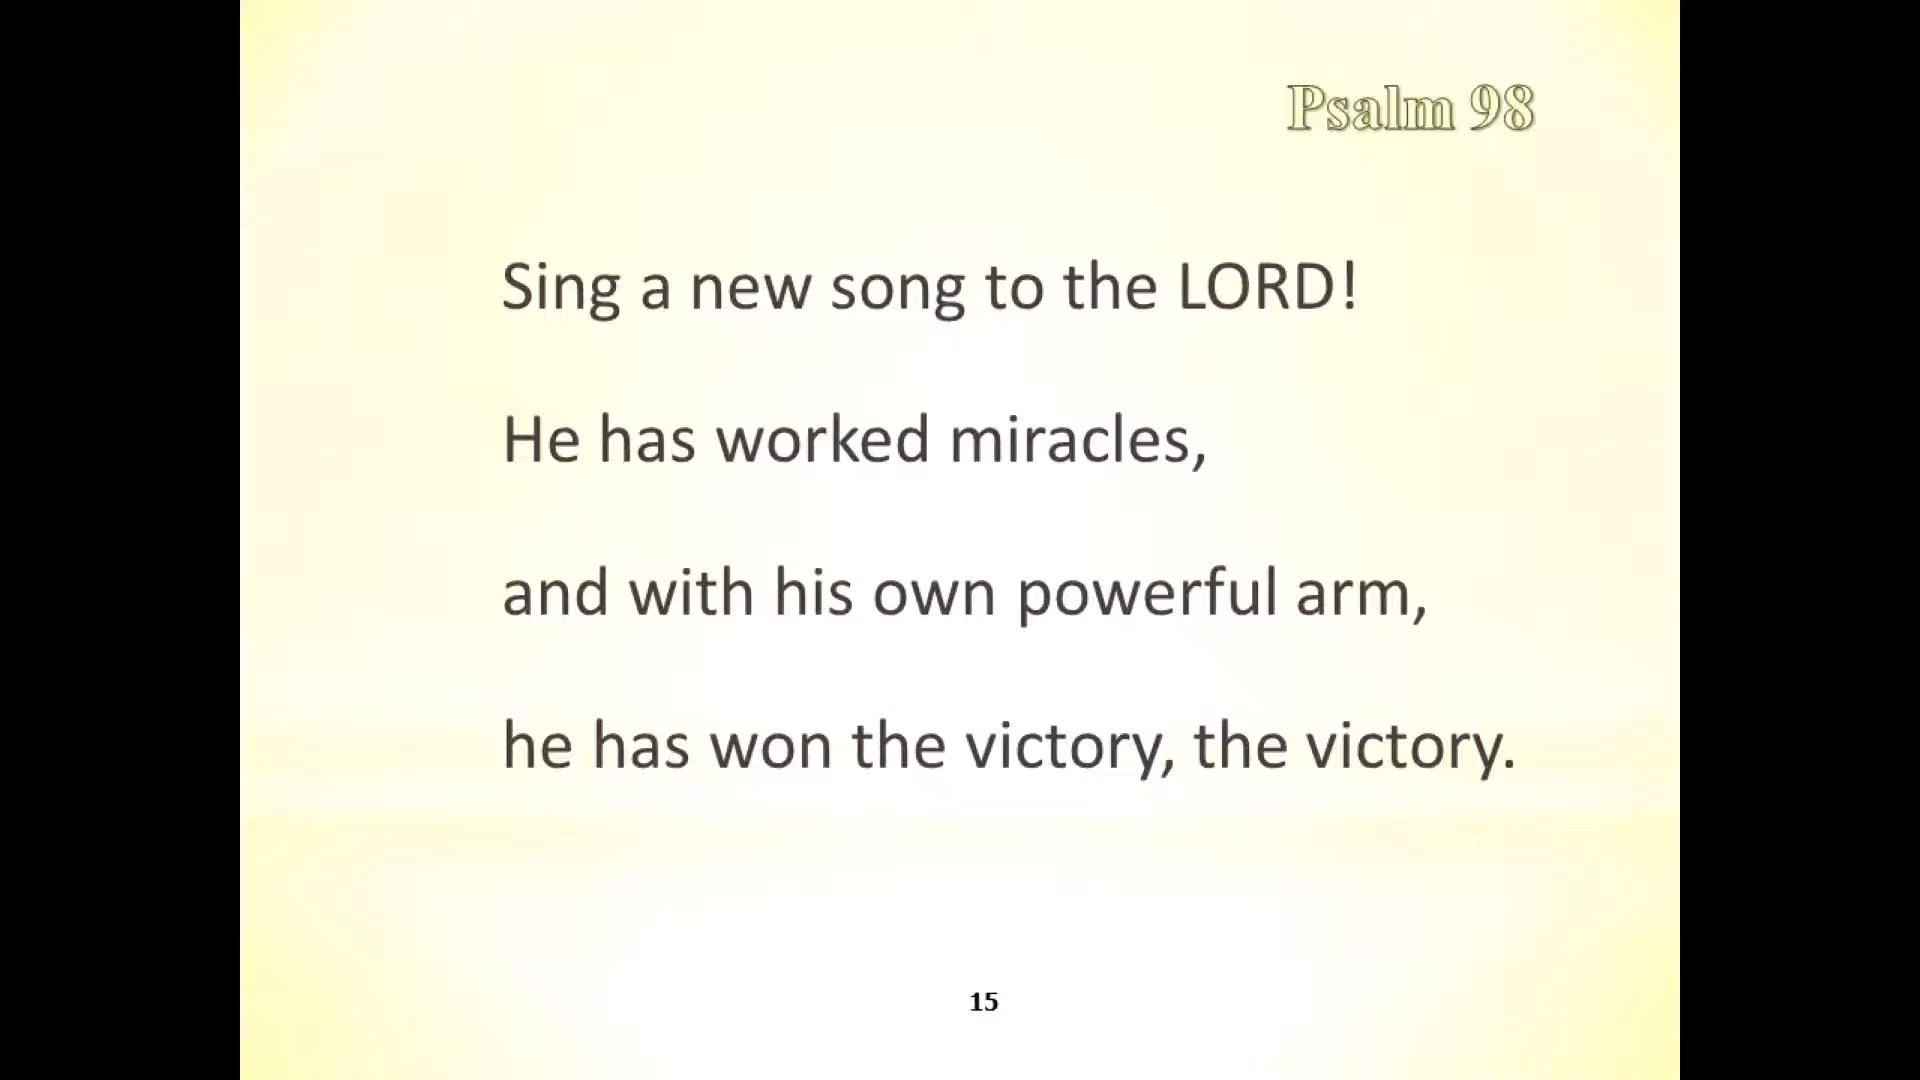 Psalm 98
Sing a new song to the LORD!
He has worked miracles,
and with his own powerful arm,
he has won the victory, the victory.
15